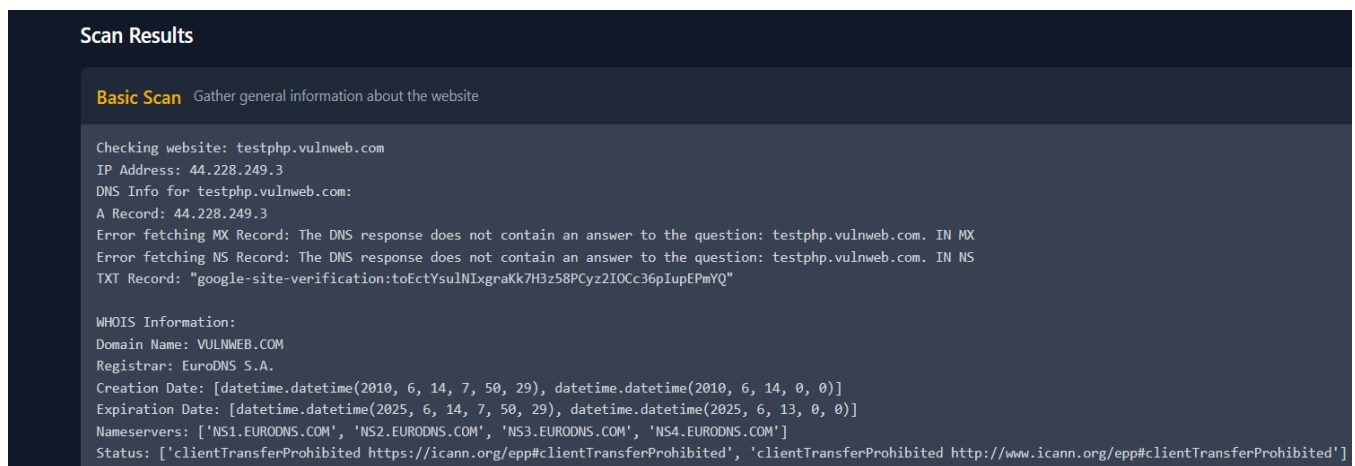 Scan Results
Basic Scan Gather general information about the website
Checking website: testphp.vulnweb.com
IP Address: 44.228.249.3
DNS Info for testphp.vulnweb.com:
A Record: 44.228.249.3
Error fetching MX Record: The DNS response does not contain an answer to the question: testphp.vulnweb.com. IN MX
Error fetching NS Record: The DNS response does not contain an answer to the question: testphp.vulnweb.com. IN NS
TXT Record: "google-site-verification:toEctYsulNIxgraKk7H3z58PCyz2IOCc36pIupEPmYQ"
WHOIS Information:
Domain Name: VULNWEB.COM
Registrar: EuroDNS S.A.
Creation Date: [datetime.datetime(2010, 6, 14, 7, 50, 29), datetime.datetime(2010, 6, 14, 0, 0)]
Expiration Date: [datetime.datetime(2025, 6, 14, 7, 50, 29), datetime.datetime(2025, 6, 13, 0, 0)]
Nameservers: ['NS1.EURODNS.COM', 'NS2.EURODNS.COM', 'NS3.EURODNS.COM', 'NS4.EURODNS.COM']
Status: ['clientTransferProhibited https://icann.org/epp#clientTransferProhibited', 'clientTransferProhibited http://www.icann.org/epp#clientTransferProhibited']